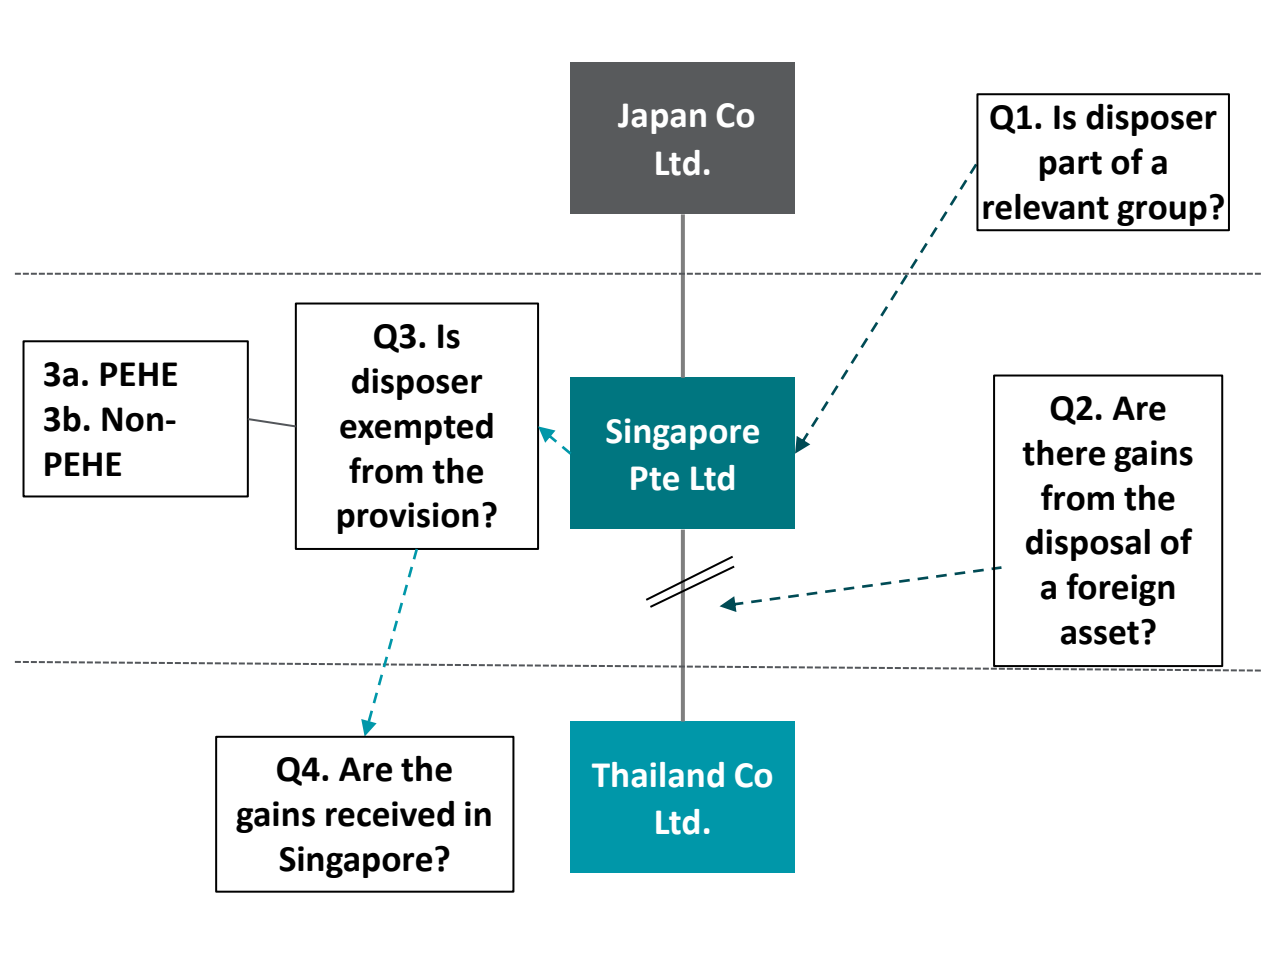 Japan Co
Ltd.
Q1. Is disposer
part of a
relevant group?
3a. PEHE
3b. Non-
PEHE
Q3. Is
disposer
exempted
from the
provision?
Singapore
Pte Ltd
Q2. Are
there gains
from the
disposal of
a foreign
asset?
Q4. Are the
gains received in
Singapore?
Thailand Co
Ltd.